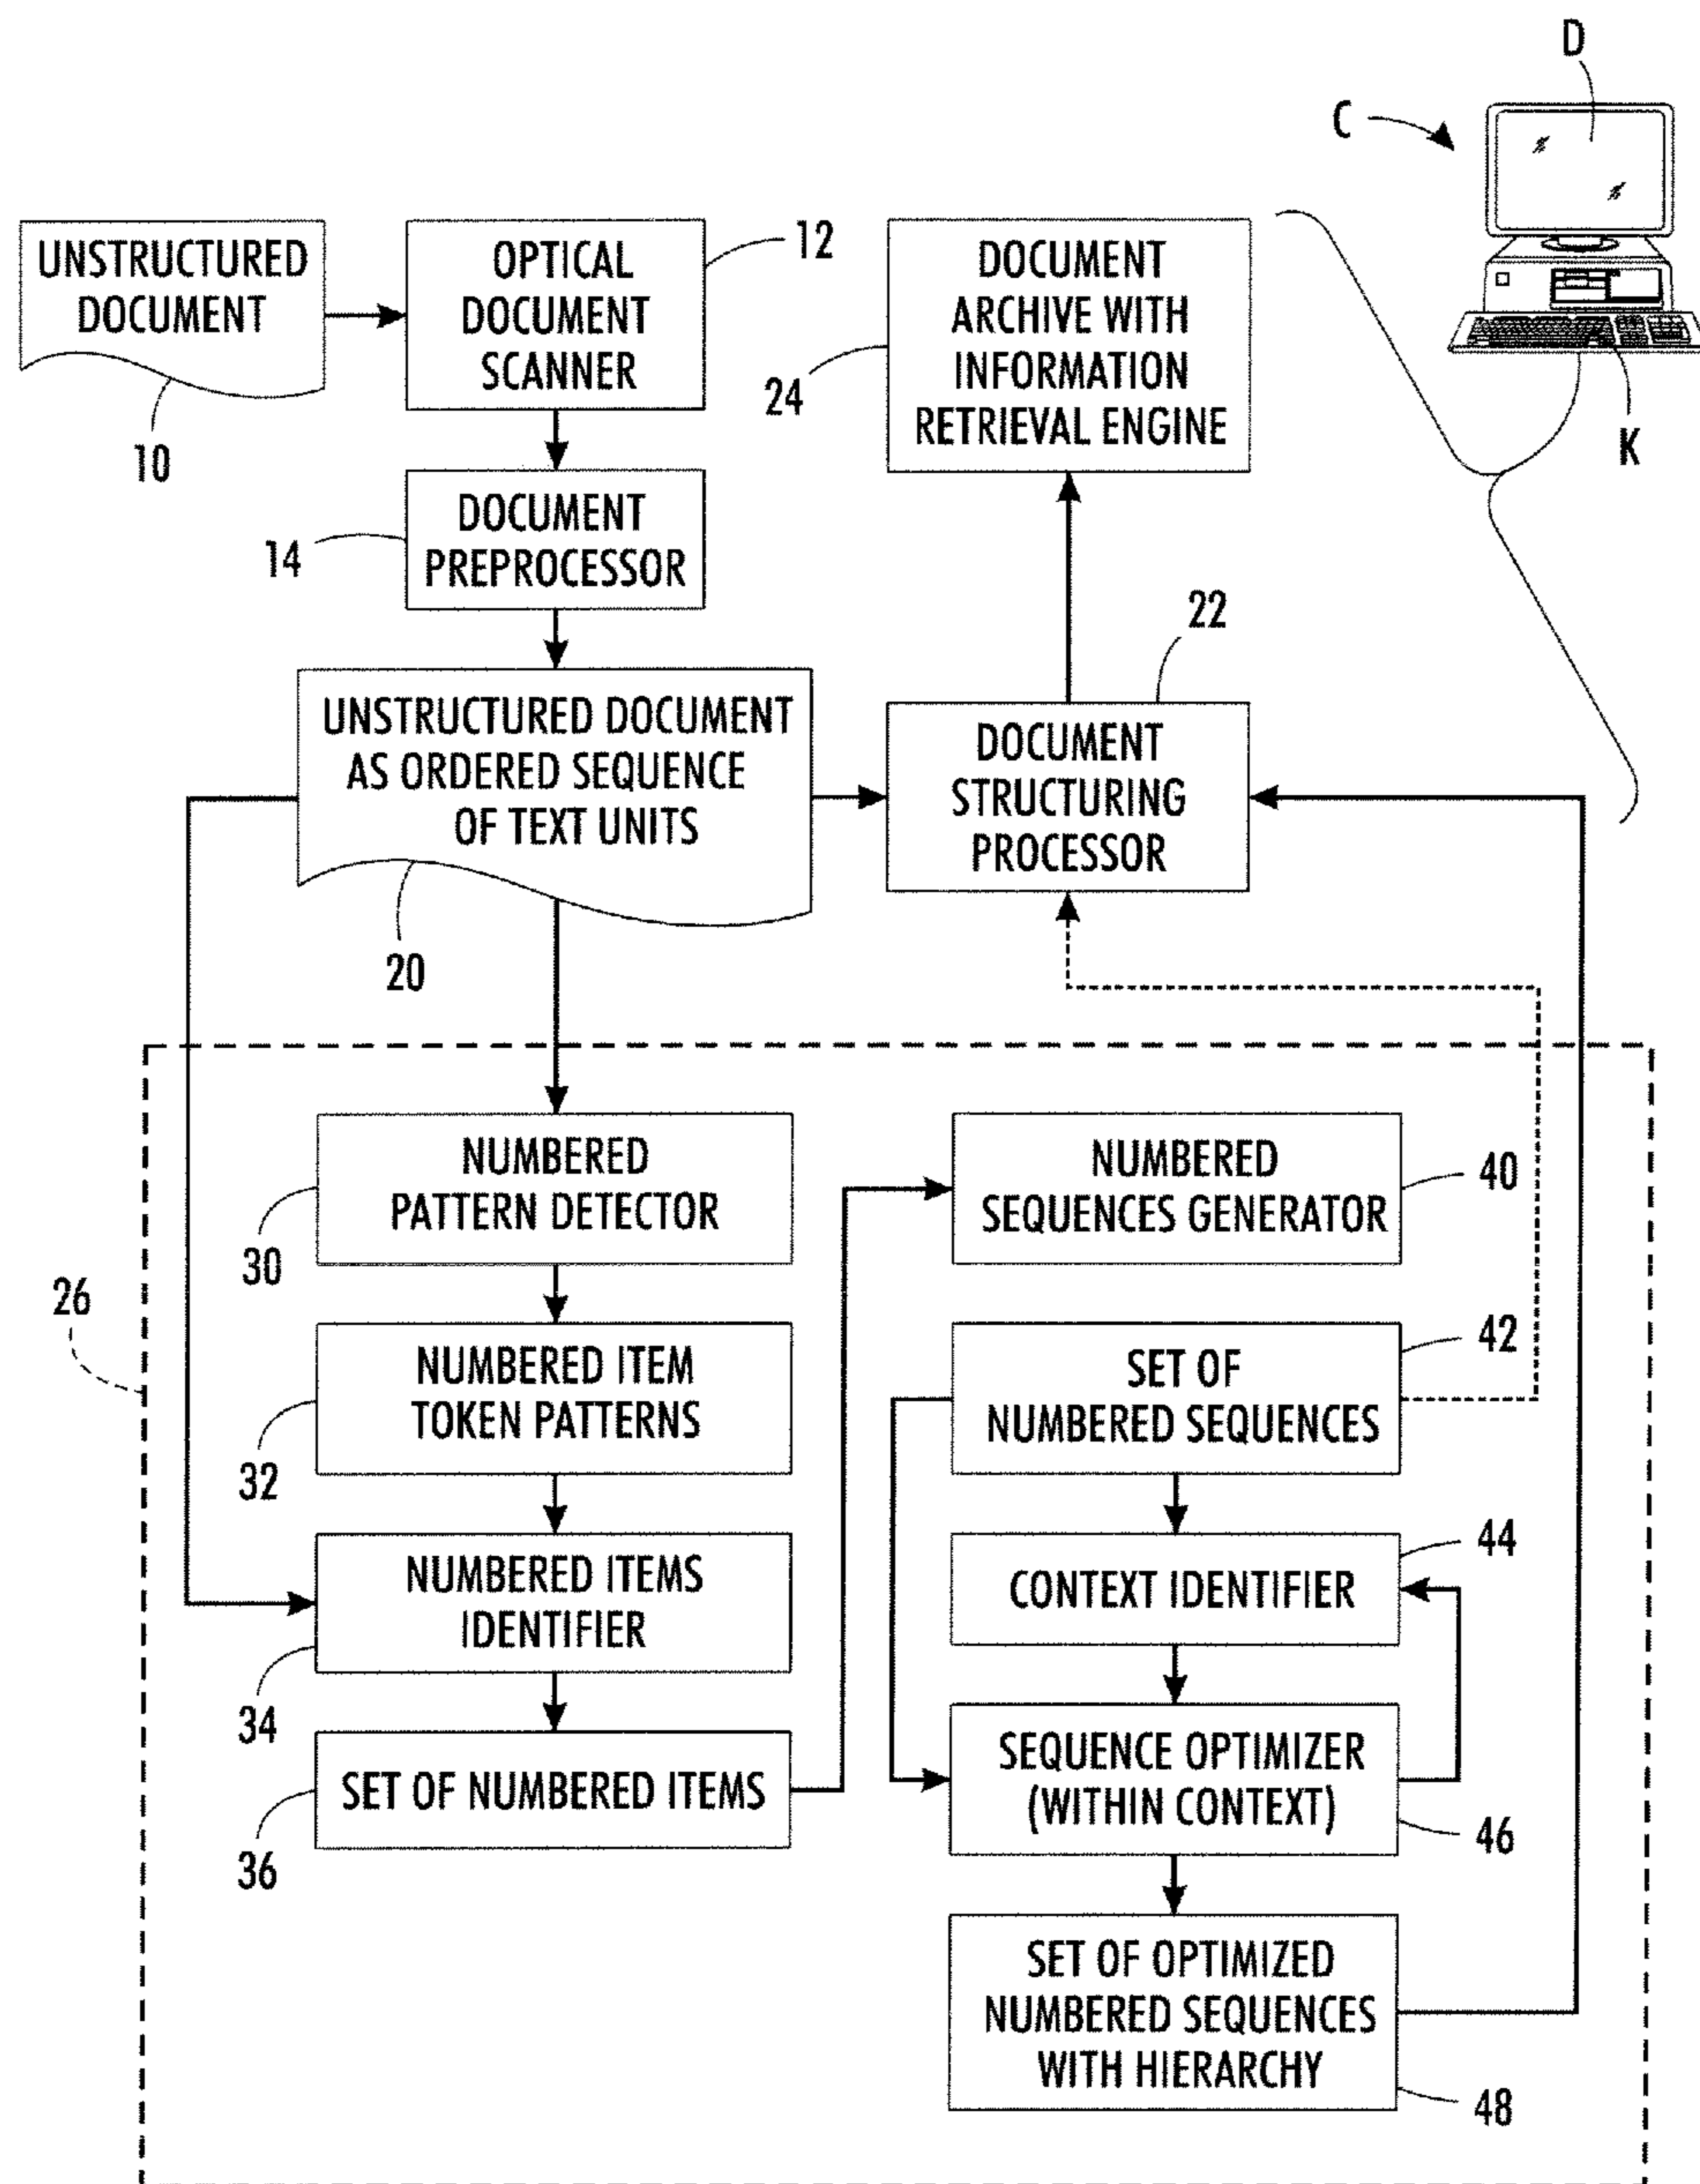 D
C
UNSTRUCTURED
DOCUMENT
10
OPTICAL
DOCUMENT
SCANNER
12
DOCUMENT
ARCHIVE WITH
INFORMATION
RETRIEVAL ENGINE
24
K
DOCUMENT
PREPROCESSOR
14
22
UNSTRUCTURED DOCUMENT
AS ORDERED SEQUENCE
OF TEXT UNITS
20
DOCUMENT
STRUCTURING
PROCESSOR
26
NUMBERED
PATTERN DETECTOR
30
NUMBERED ITEM
TOKEN PATTERNS
32
NUMBERED ITEMS
IDENTIFIER
34
SET OF NUMBERED ITEMS
36
NUMBERED
SEQUENCES GENERATOR
40
SET OF
NUMBERED SEQUENCES
42
CONTEXT IDENTIFIER
44
SEQUENCE OPTIMIZER
(WITHIN CONTEXT)
46
SET OF OPTIMIZED
NUMBERED SEQUENCES
WITH HIERARCHY
48